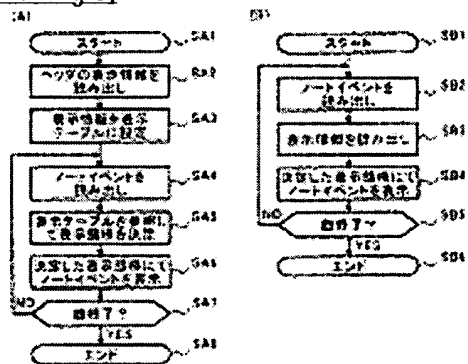 (A)
スタート
SA1
ヘッダの表示情報を
読み出し
SA2
表示情報を表示
テーブルに設定
SA3
ノートイベントを
読み出し
SA4
表示テーブルを参照し
て表示態様を決定
SA5
決定した表示態様にて
ノートイベントを表示
SA6
NO
終了?
SA7
YES
エンド
SA8
スタート
SB1
ノートイベントを
読み出し
SB2
表示情報を読み出し
決定した表示態様にて
ノートイベントを表示
SB4
NO
終了?
SB5
YES
エンド
SB6